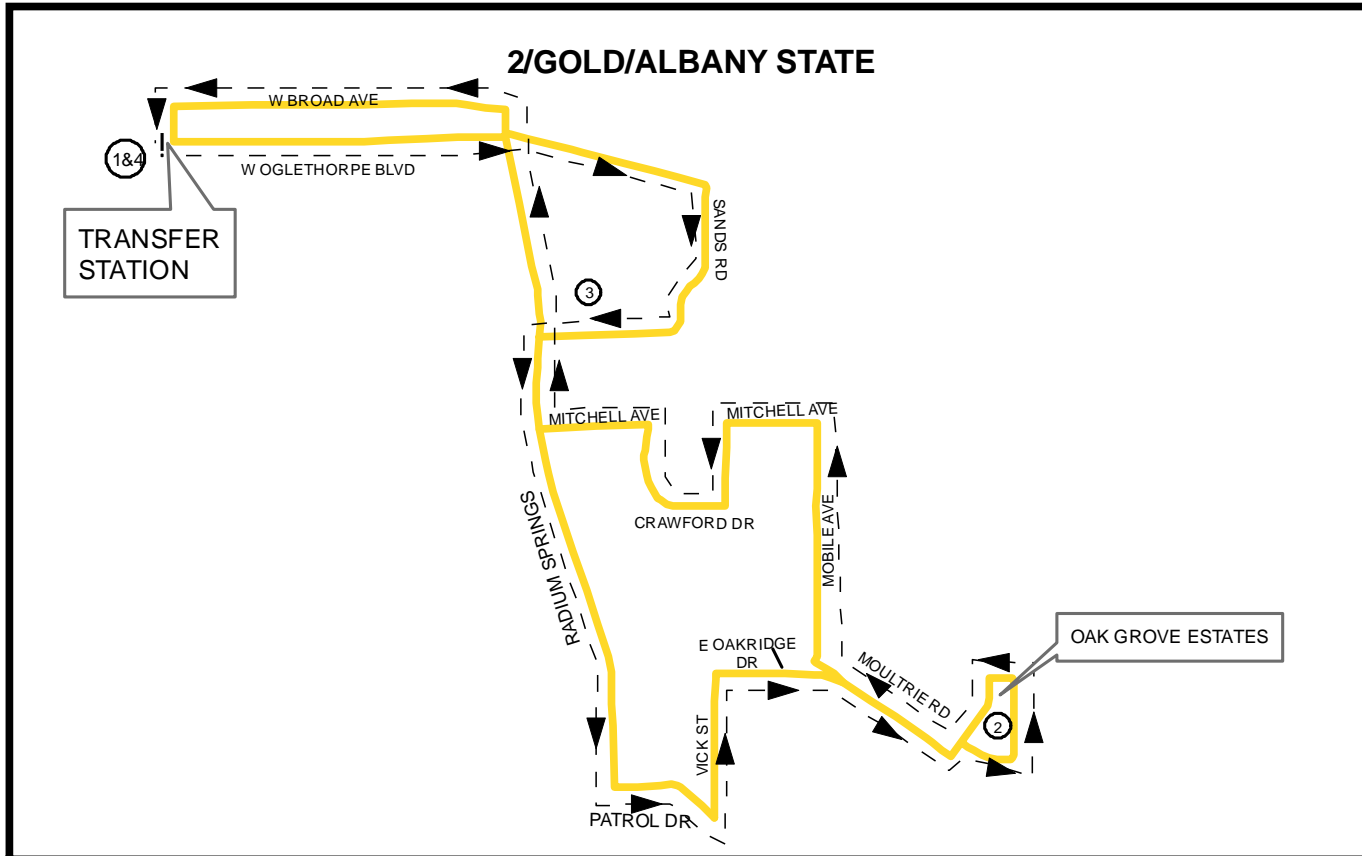 2/GOLD/ALBANY STATE
W BROAD AVE
1&4
W OGLETHORPE BLVD
TRANSFER
STATION
SANDS RD
3
MITCHELL AVE
MITCHELL AVE
CRAWFORD DR
RADIUM SPRINGS
MOBILE AVE
E OAKRIDGE
DR
MOULTRIE RD
OAK GROVE ESTATES
2
VICK ST
PATROL DR